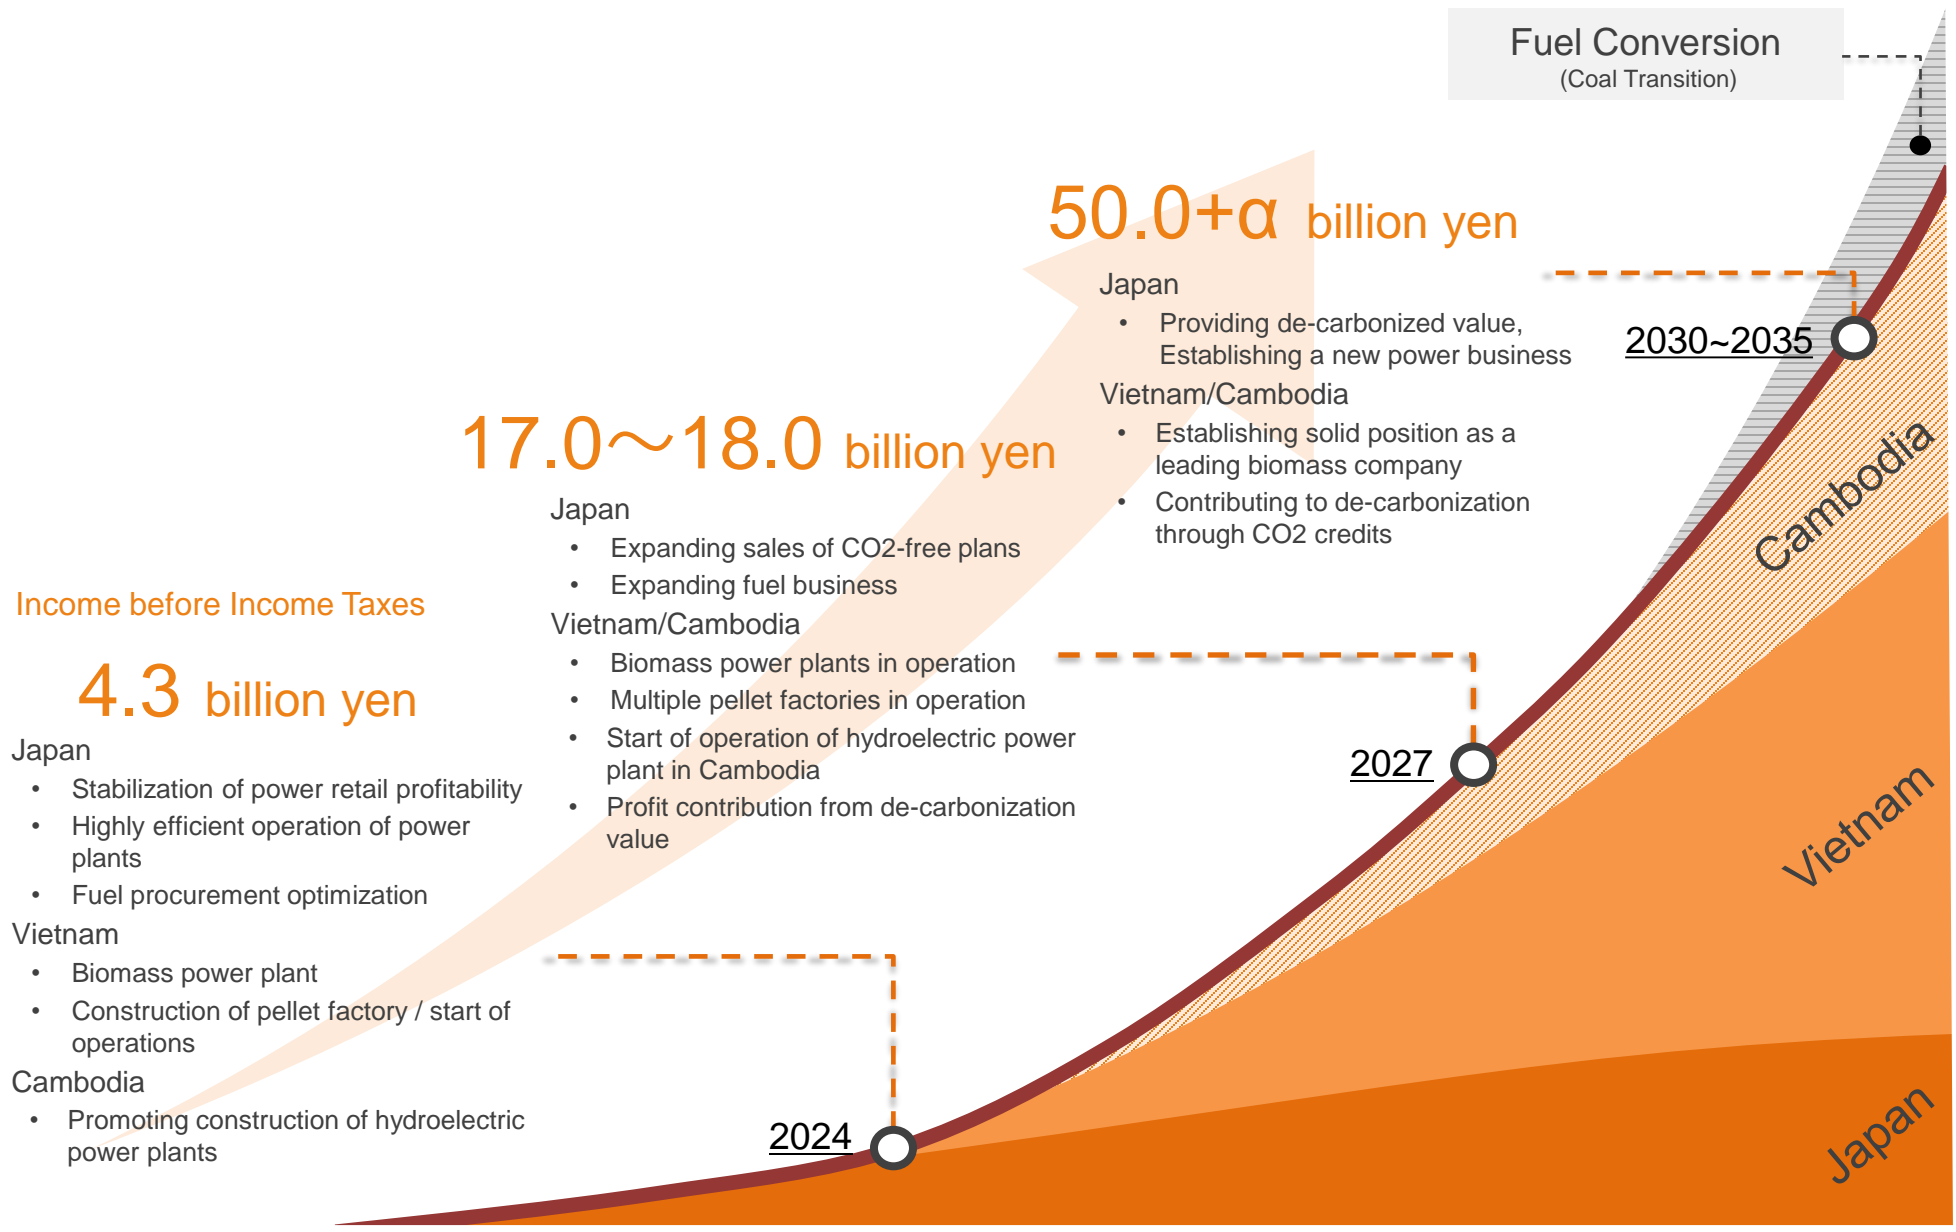 Fuel Conversion
(Coal Transition)
50.0+α billion yen
Japan
• Providing de-carbonized value,
Establishing a new power business
Vietnam/Cambodia
• Establishing solid position as a
leading biomass company
• Contributing to de-carbonization
through CO2 credits
2030~2035
17.0～18.0 billion yen
Japan
• Expanding sales of CO2-free plans
• Expanding fuel business
Vietnam/Cambodia
• Biomass power plants in operation
• Multiple pellet factories in operation
• Start of operation of hydroelectric power
plant in Cambodia
• Profit contribution from de-carbonization
value
2027
Income before Income Taxes
4.3 billion yen
Japan
• Stabilization of power retail profitability
• Highly efficient operation of power
plants
• Fuel procurement optimization
Vietnam
• Biomass power plant
• Construction of pellet factory / start of
operations
Cambodia
• Promoting construction of hydroelectric
power plants
2024
Cambodia
Vietnam
Japan